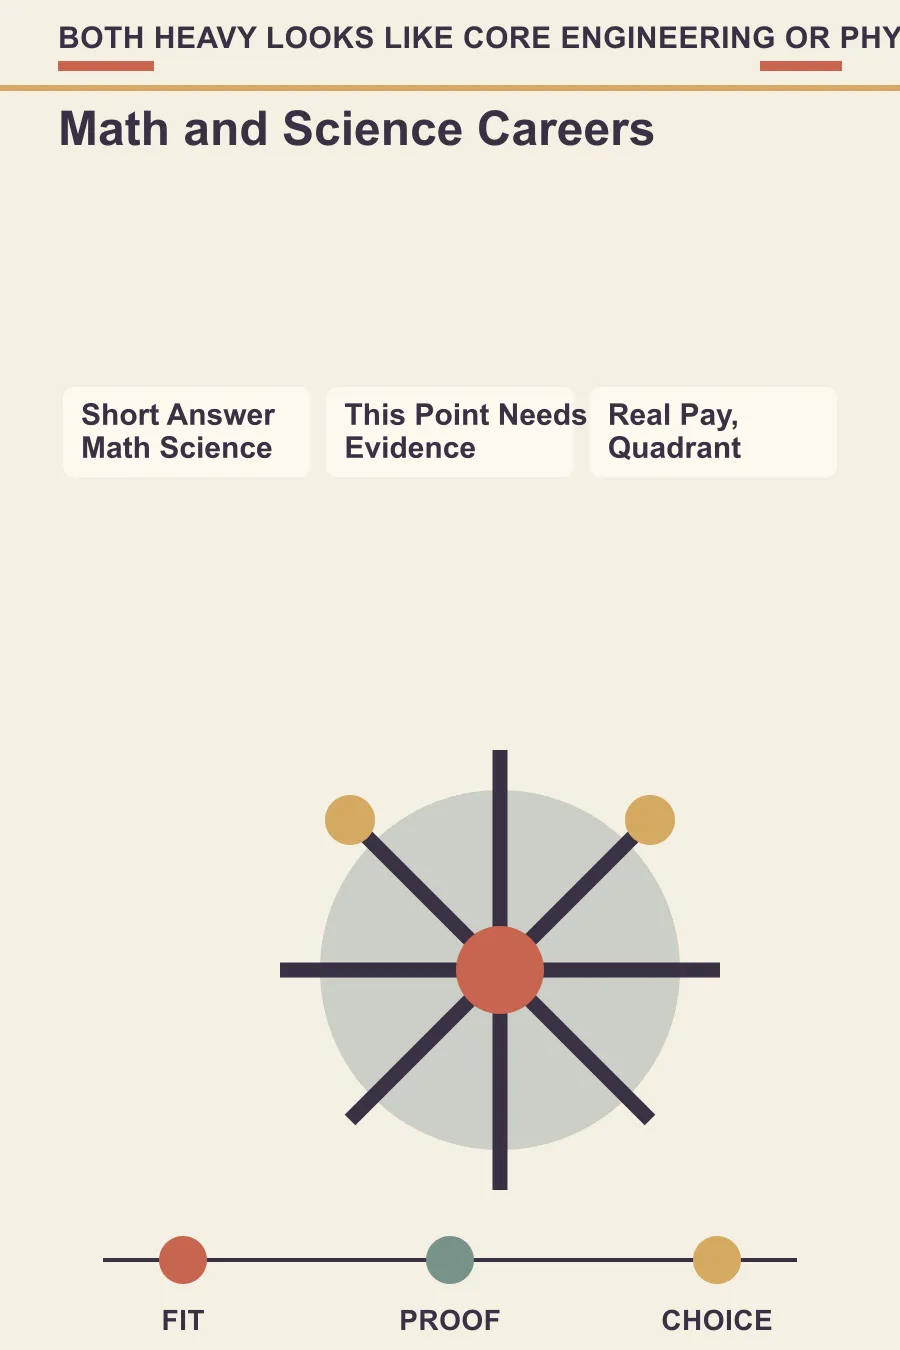 BOTH HEAVY LOOKS LIKE CORE ENGINEERING OR PHY
Math and Science Careers
Short Answer
Math Science
This Point Needs
Evidence
Real Pay,
Quadrant
FIT
PROOF
CHOICE